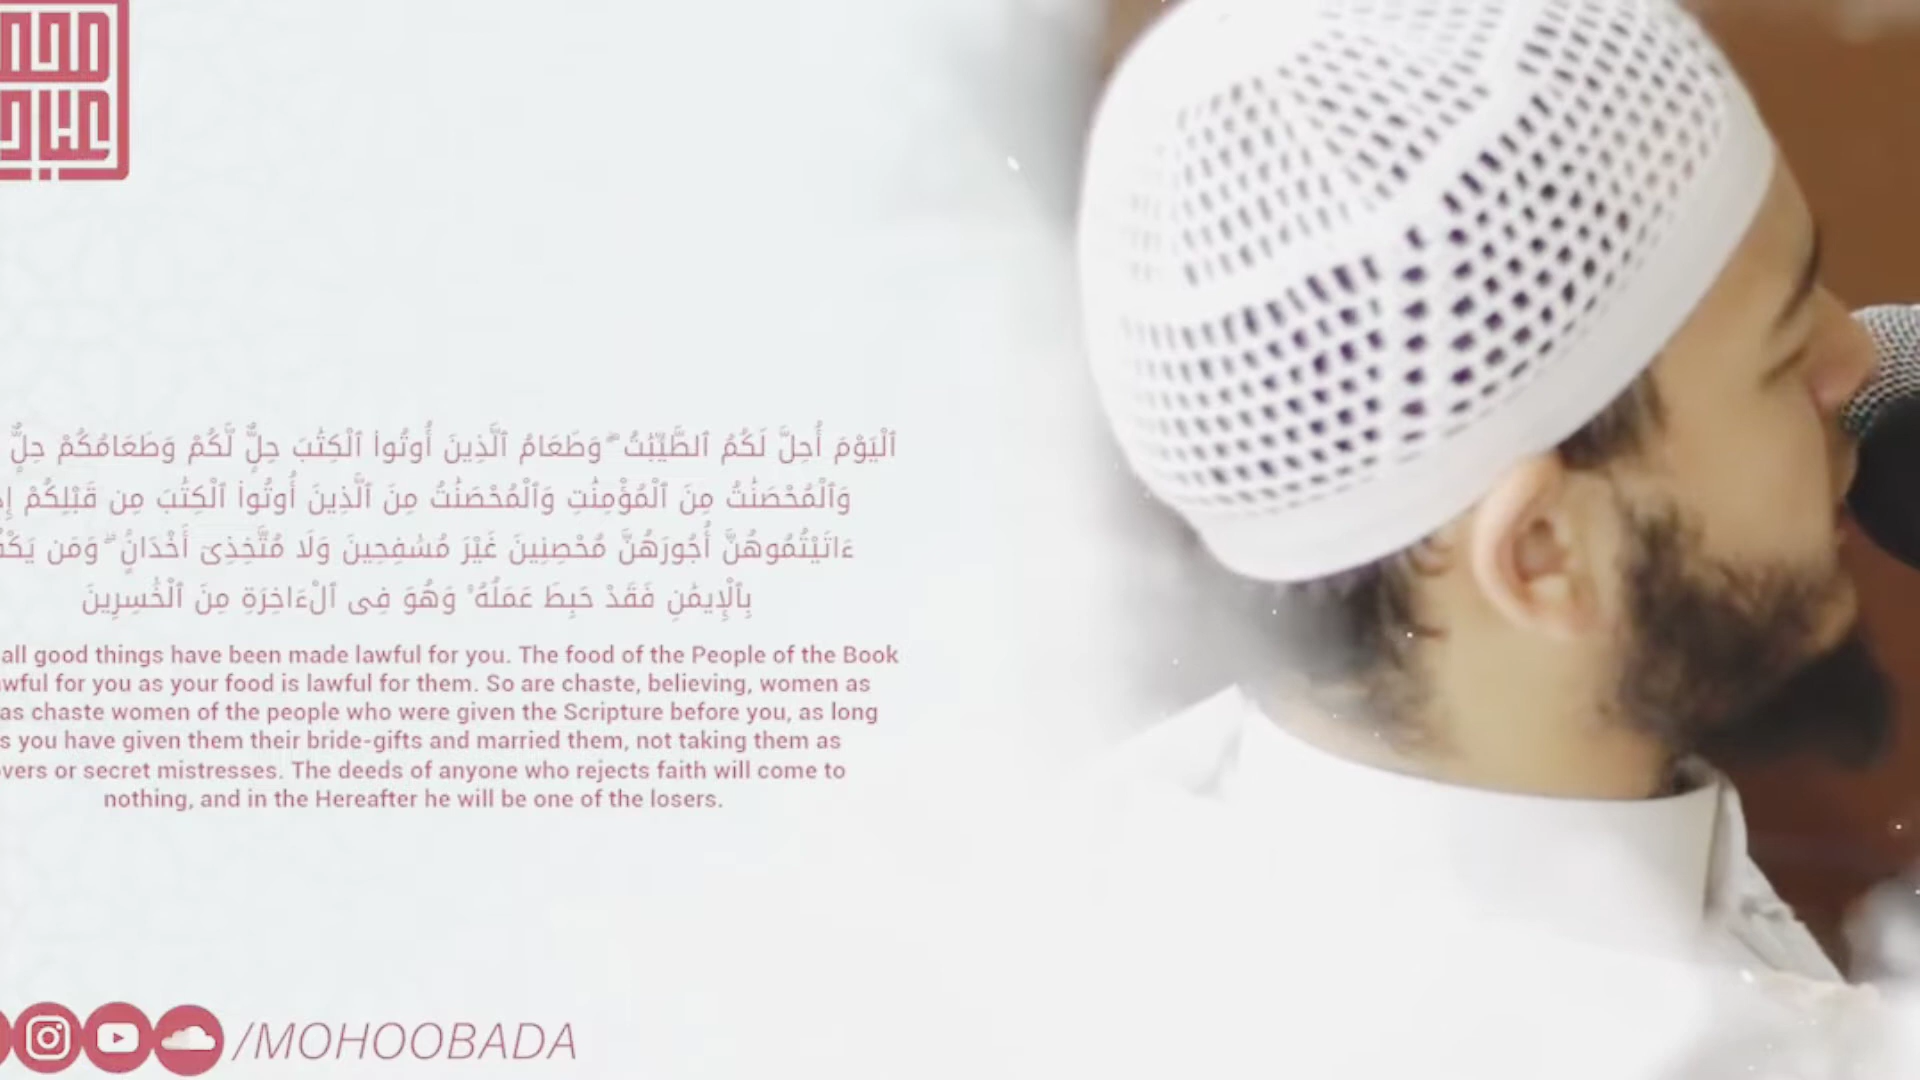 محمد
عباده
ٱلْيَوْمَ أُحِلَّ لَكُمُ ٱلطَّيِّبَـٰتُ ۖ وَطَعَامُ ٱلَّذِينَ أُوتُوا۟ ٱلْكِتَـٰبَ حِلٌّ لَّكُمْ وَطَعَامُكُمْ حِلٌّ
وَٱلْمُحْصَنَـٰتُ مِنَ ٱلْمُؤْمِنَـٰتِ وَٱلْمُحْصَنَـٰتُ مِنَ ٱلَّذِينَ أُوتُوا۟ ٱلْكِتَـٰبَ مِن قَبْلِكُمْ
ءَاتَيْتُمُوهُنَّ أُجُورَهُنَّ مُحْصِنِينَ غَيْرَ مُسَـٰفِحِينَ وَلَا مُتَّخِذِىٓ أَخْدَانٍ ۗ وَمَن
بِٱلْإِيمَـٰنِ فَقَدْ حَبِطَ عَمَلُهُۥ وَهُوَ فِى ٱلْـَٔاخِرَةِ مِنَ ٱلْخَـٰسِرِينَ
all good things have been made lawful for you. The food of the People of the Book
for you as your food is lawful for them. So are chaste, believing, women as
as chaste women of the people who were given the Scripture before you, as long
you have given them their bride-gifts and married them, not taking them as
or secret mistresses. The deeds of anyone who rejects faith will come to
nothing, and in the Hereafter he will be one of the losers.
/MOHOOBADA